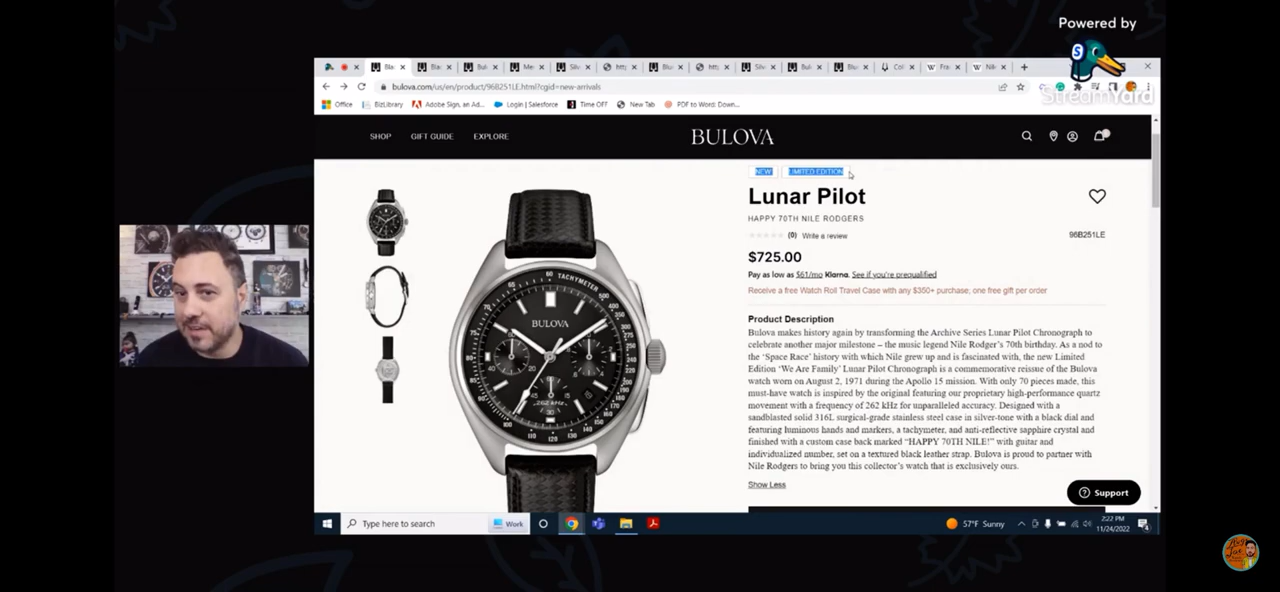 Powered by
StreamYard
bulova.com/us/en/product/96B251LE.html?cgid=new-arrivals
Office
BizLibrary
Adobe Sign, an Ad...
Login | Salesforce
Time OFF
New Tab
PDF to Word: Down...
SHOP
GIFT GUIDE
EXPLORE
BULOVA
NEW
LIMITED EDITION
Lunar Pilot
HAPPY 70TH NILE RODGERS
(0) Write a review
96B251LE
$725.00
Pay as low as $61/mo Klarna. See if you're prequalified
Receive a free Watch Roll Travel Case with any $350+ purchase, one free gift per order
Product Description
Bulova makes history again by transforming the Archive Series Lunar Pilot Chronograph to
celebrate another major milestone – the music legend Nile Rodger's 70th birthday. As a nod to
the 'Space Race' history with which Nile grew up and is fascinated with, the new Limited
Edition 'We Are Family' Lunar Pilot Chronograph is a commemorative reissue of the Bulova
watch worn on August 2, 1971 during the Apollo 15 mission. With only 70 pieces made, this
must-have watch is inspired by the original featuring our proprietary high-performance quartz
movement with a frequency of 262 kHz for unparalleled accuracy. Designed with a
sandblasted solid 316L surgical-grade stainless steel case in silver-tone with a black dial and
featuring luminous hands and markers, a tachymeter, and anti-reflective sapphire crystal and
finished with a custom case back marked "HAPPY 70TH NILE!" with guitar and
individualized number, set on a textured black leather strap. Bulova is proud to partner with
Nile Rodgers to bring you this collector's watch that is exclusively ours.
Show Less
TACHYMETER
BULOVA
262 kHz
Support
Type here to search
Work
57°F Sunny
2:22 PM
11/24/2022